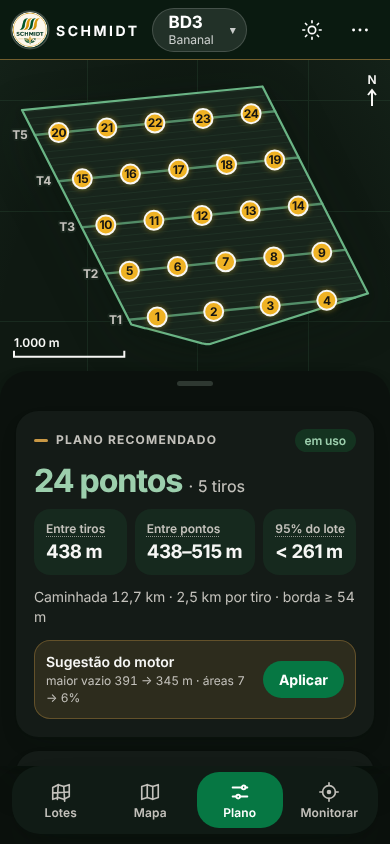 SCHMIDT
SCHMIDT
BD3
Bananal
N
T5
20
21
22
23
24
T4
15
16
17
18
19
T3
10
11
12
13
14
T2
5
6
7
8
9
T1
1
2
3
4
1.000 m
PLANO RECOMENDADO
em uso
24 pontos · 5 tiros
Entre tiros
438 m
Entre pontos
438–515 m
95% do lote
< 261 m
Caminhada 12,7 km · 2,5 km por tiro · borda ≥ 54
m
Sugestão do motor
maior vazio 391 → 345 m · áreas 7
→ 6%
Aplicar
Lotes
Mapa
Plano
Monitorar